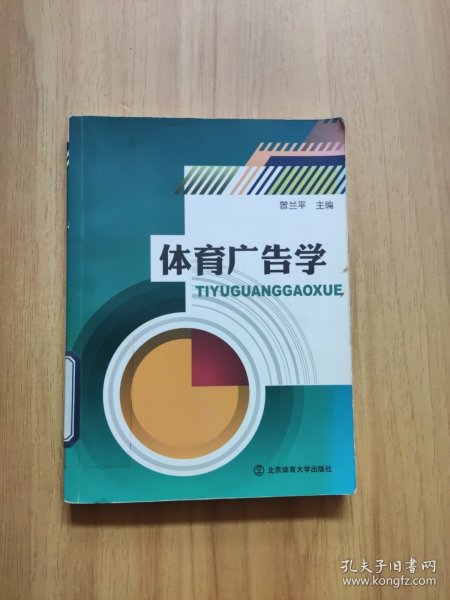 曾兰平 主编
体育广告学
TIYUGUANGGAOXUE
北京体育大学出版社
孔夫子旧书网
www.kongfz.com